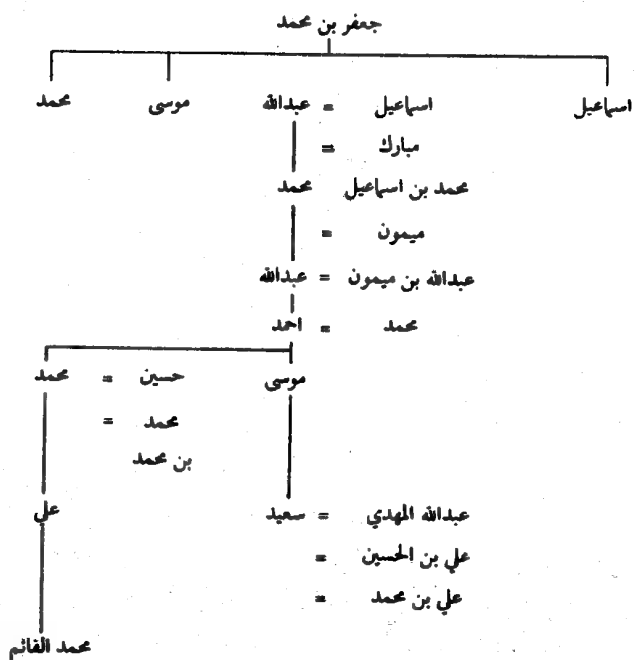 جعفر بن محمد
اسماعيل اسماعيل = عبدالله موسى محمد
مبارك =
محمد بن اسماعيل محمد
ميمون =
عبدالله بن ميمون = عبدالله
محمد = احمد
موسى حسين = محمد
محمد =
بن محمد
عبدالله المهدي = سعيد علي
علي بن الحسين =
علي بن محمد =
محمد القائم